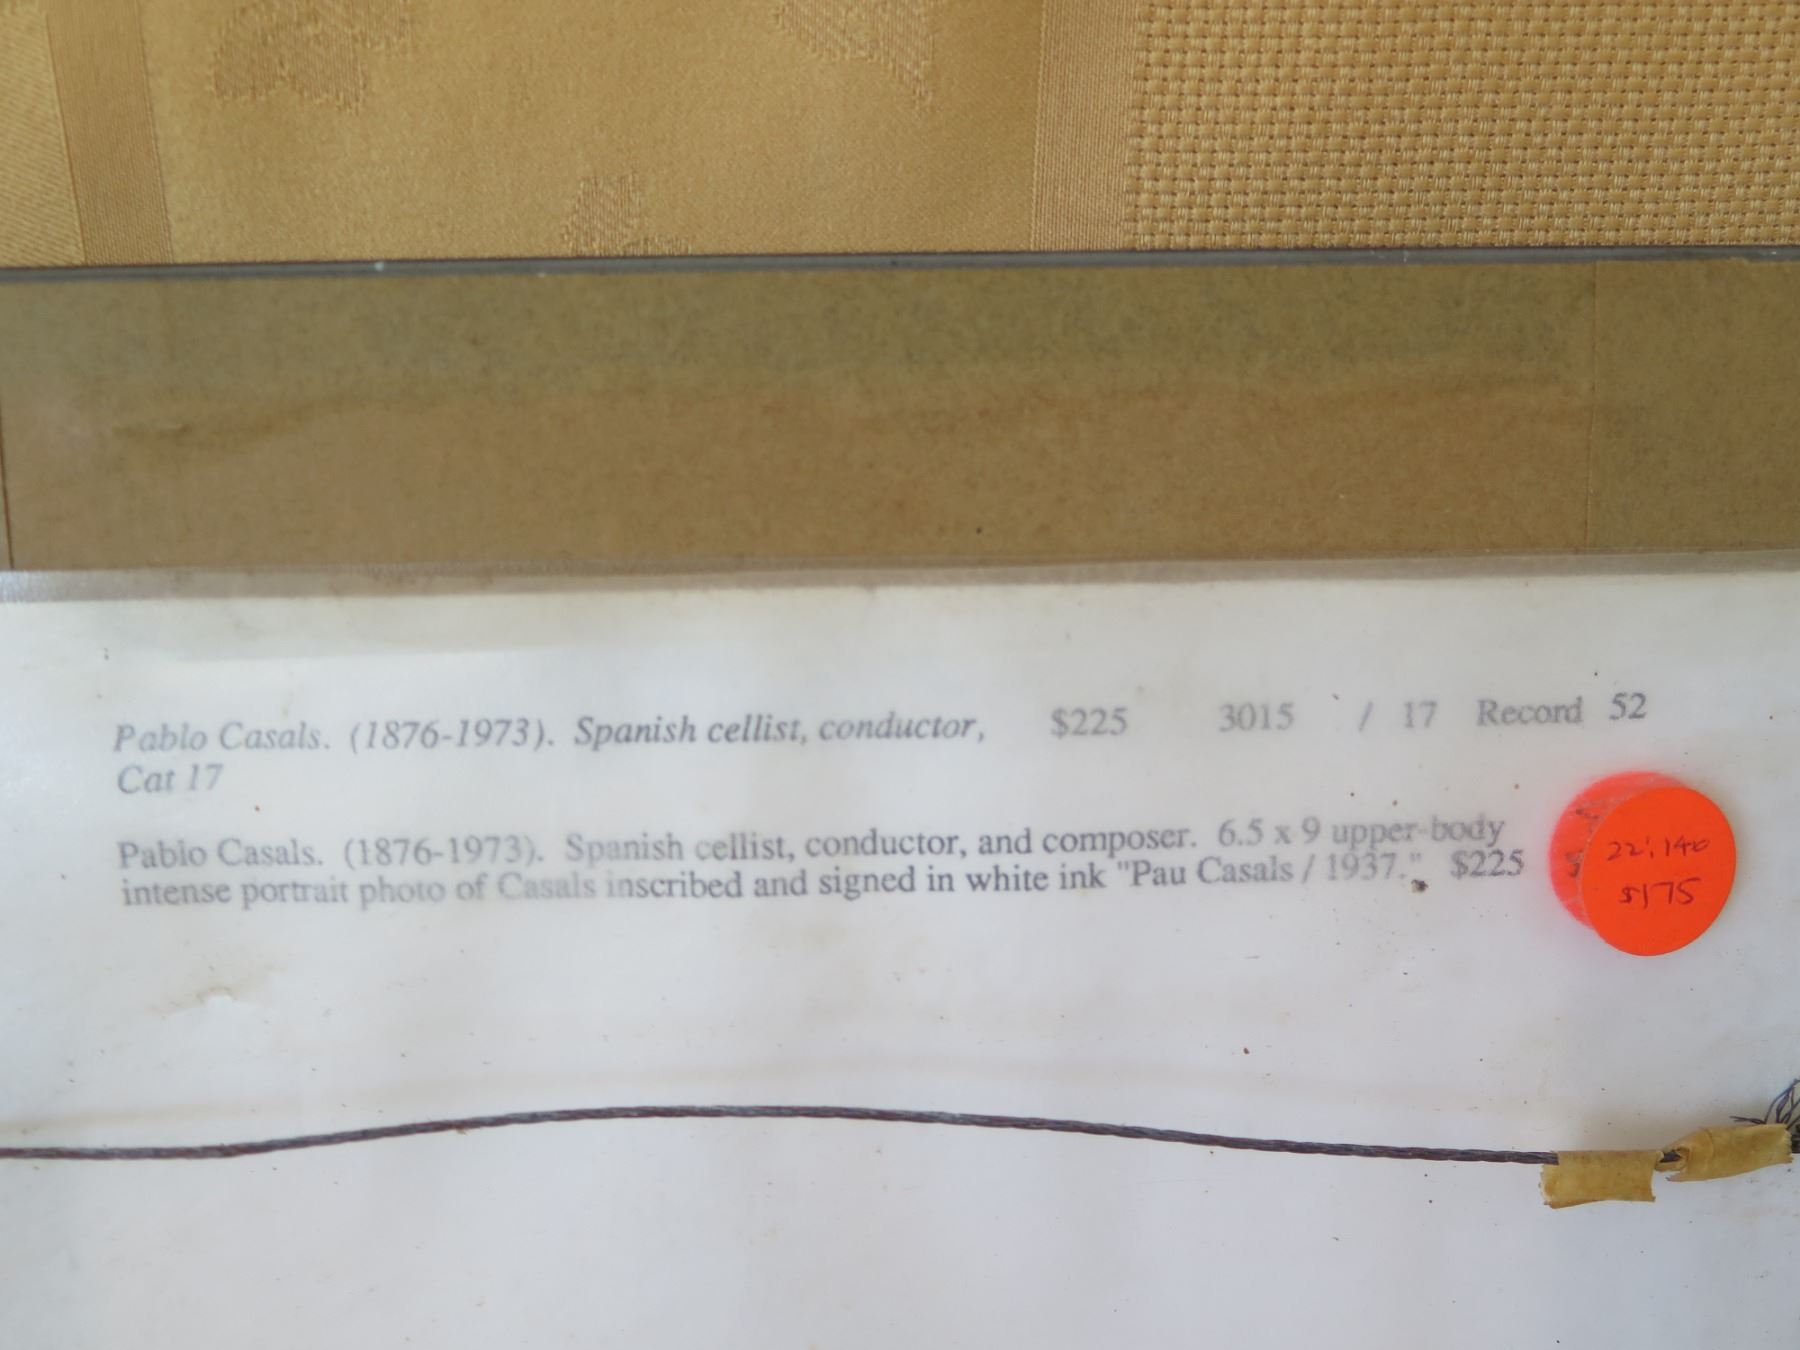 Pablo Casals. (1876-1973). Spanish cellist, conductor, $225 3015 / 17 Record 52
Cat 17
Pablo Casals. (1876-1973). Spanish cellist, conductor, and composer. 6.5 x 9 upper-body
intense portrait photo of Casals inscribed and signed in white ink "Pau Casals / 1937." $225
$175